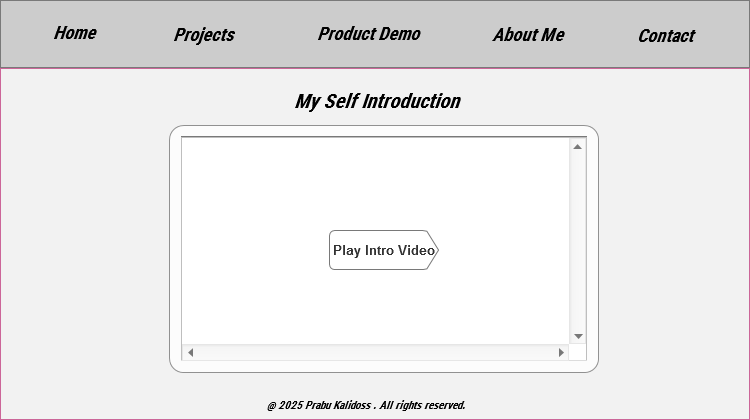 Home Projects Product Demo About Me Contact
My Self Introduction
Play Intro Video
@ 2025 Prabu Kalidoss . All rights reserved.